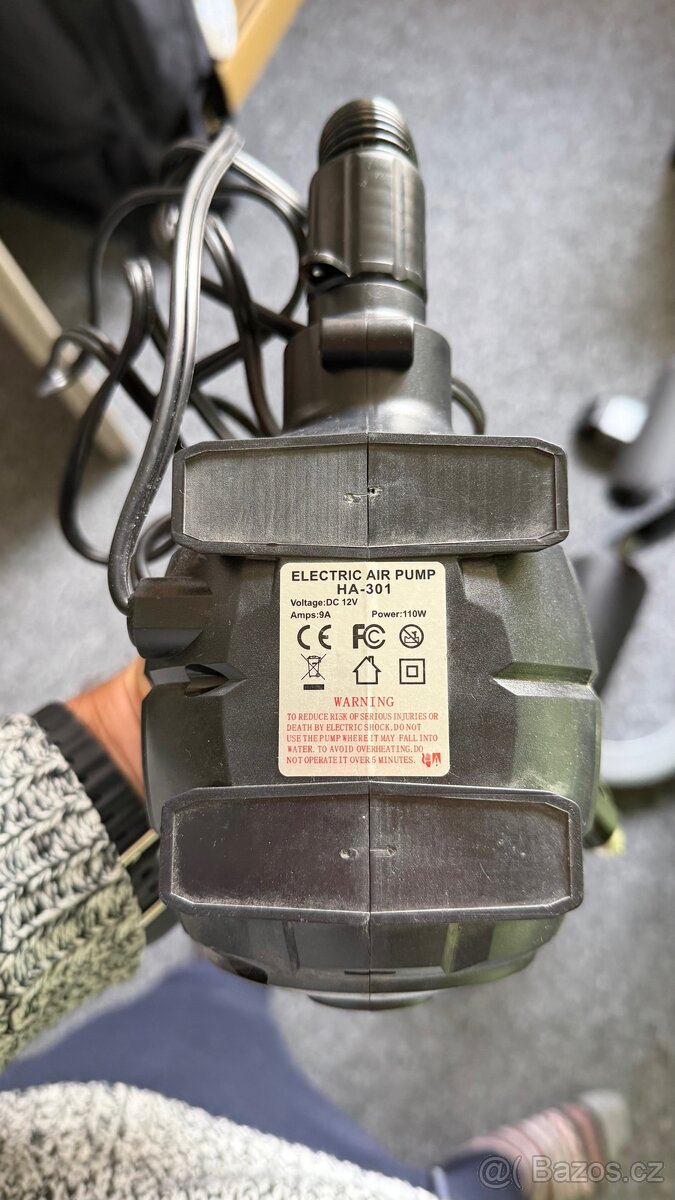 ELECTRIC AIR PUMP
HA-301
Voltage:DC 12V
Amps:9A Power:110W
CE FC
WARNING
TO REDUCE RISK OF SERIOUS INJURIES OR
DEATH BY ELECTRIC SHOCK. DO NOT
USE THE PUMP WHERE IT MAY FALL INTO
WATER. TO AVOID OVERHEATING. DO
NOT OPERATE IT OVER 5 MINUTES.
@ Bazos.cz